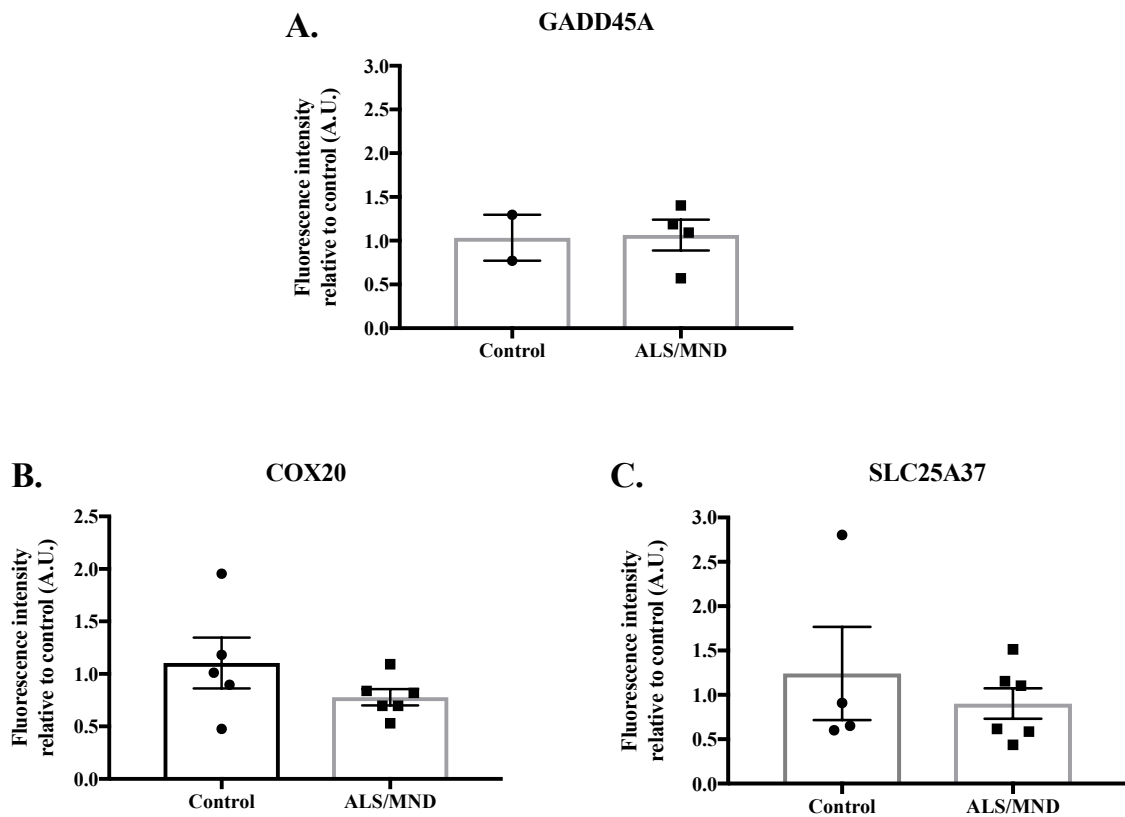 A.
GADD45A
Fluorescence intensity
relative to control (A.U.)
3.0
2.5
2.0
1.5
1.0
0.5
0.0
Control
ALS/MND
B.
COX20
Fluorescence intensity
relative to control (A.U.)
2.5
2.0
1.5
1.0
0.5
0.0
Control
ALS/MND
C.
SLC25A37
Fluorescence intensity
relative to control (A.U.)
3.0
2.5
2.0
1.5
1.0
0.5
0.0
Control
ALS/MND